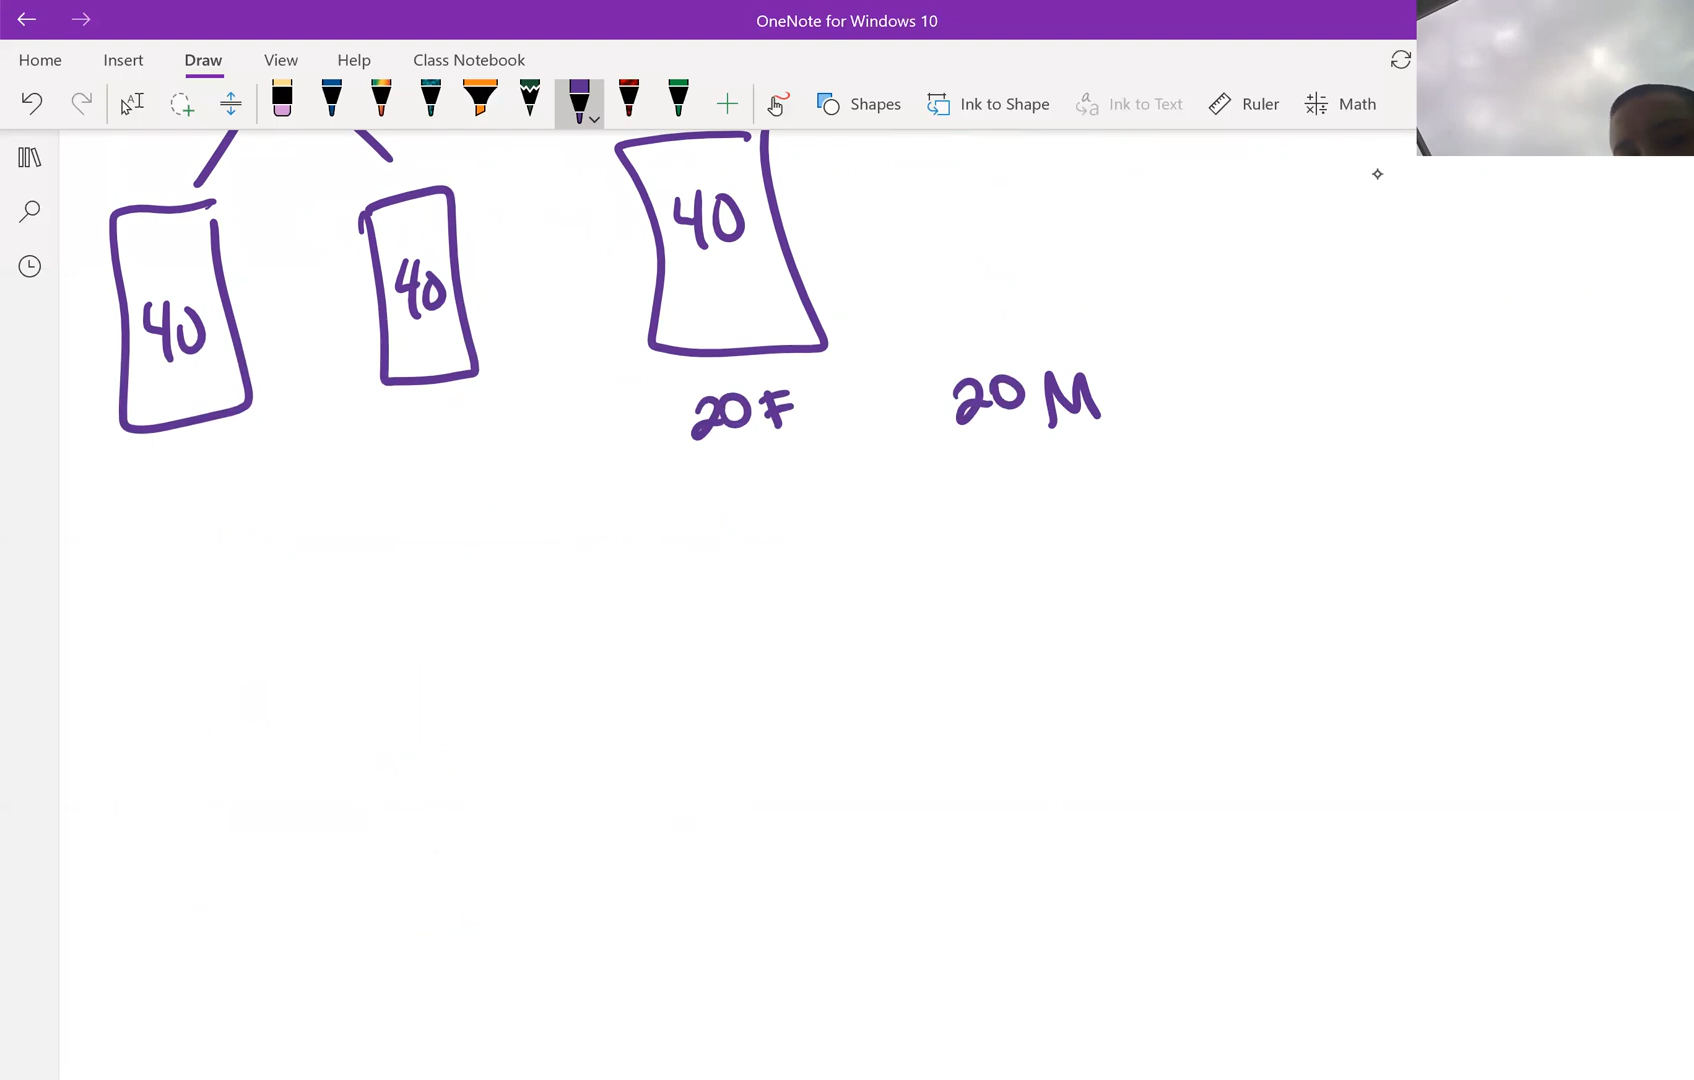 OneNote for Windows 10
Home Insert Draw View Help Class Notebook
Shapes Ink to Shape Ink to Text Ruler Math
40 40 40
20 F 20 M